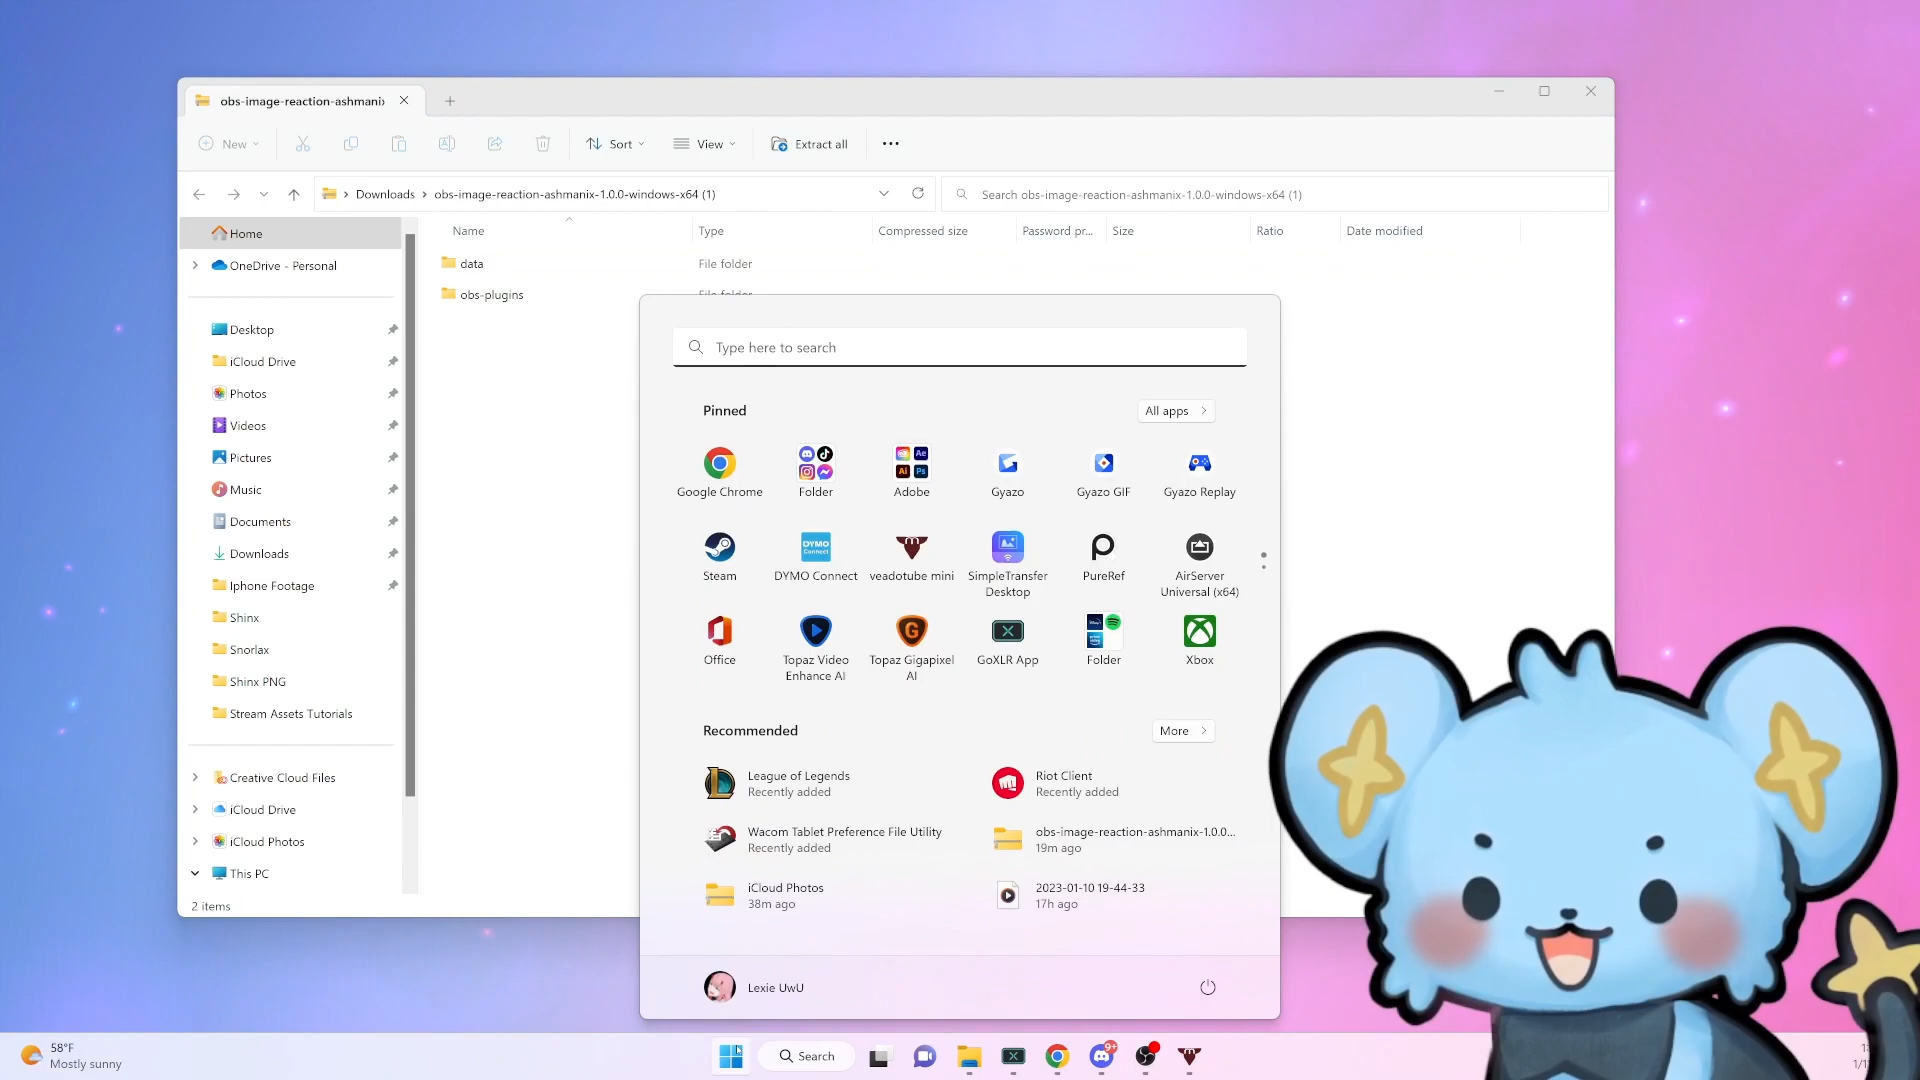 obs-image-reaction-ashmani
New
Sort
View
Extract all
Downloads
obs-image-reaction-ashmanix-1.0.0-windows-x64 (1)
Search obs-image-reaction-ashmanix-1.0.0-windows-x64 (1)
Name
Type
Compressed size
Password pr...
Size
Ratio
Date modified
data
File folder
obs-plugins
File folder
Home
OneDrive - Personal
Desktop
iCloud Drive
Photos
Videos
Pictures
Music
Documents
Downloads
Iphone Footage
Shinx
Snorlax
Shinx PNG
Stream Assets Tutorials
Creative Cloud Files
iCloud Drive
iCloud Photos
This PC
2 items
Type here to search
Pinned
All apps
Google Chrome
Folder
Adobe
Gyazo
Gyazo GIF
Gyazo Replay
Steam
DYMO Connect
veadotube mini
SimpleTransfer
Desktop
PureRef
AirServer
Universal (x64)
Office
Topaz Video
Enhance AI
Topaz Gigapixel
AI
GoXLR App
Folder
Xbox
Recommended
More
League of Legends
Recently added
Riot Client
Recently added
Wacom Tablet Preference File Utility
Recently added
obs-image-reaction-ashmanix-1.0.0...
19m ago
iCloud Photos
38m ago
2023-01-10 19-44-33
17h ago
Lexie UwU
58°F
Mostly sunny
Search
9+